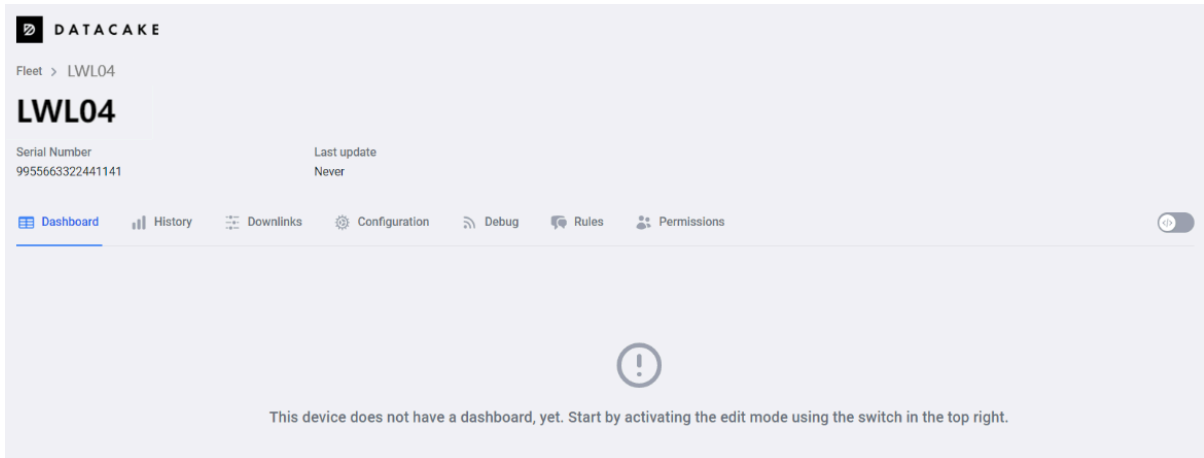 DATACAKE
Fleet > LWL04
LWL04
Serial Number Last update
9955663322441141 Never
Dashboard History Downlinks Configuration Debug Rules Permissions
This device does not have a dashboard, yet. Start by activating the edit mode using the switch in the top right.